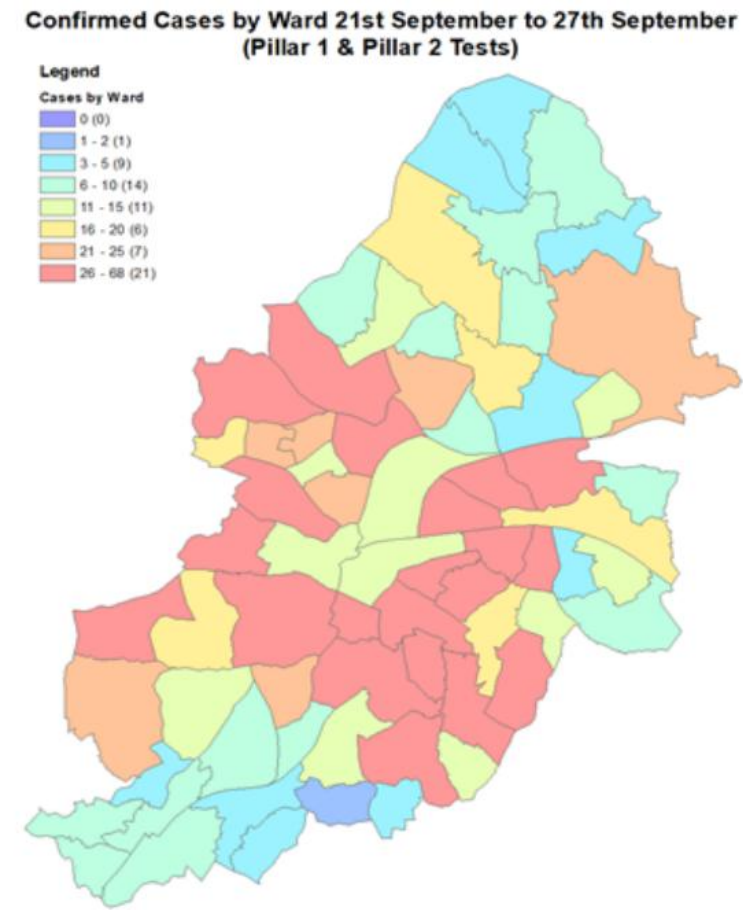 Confirmed Cases by Ward 21st September to 27th September
(Pillar 1 & Pillar 2 Tests)
Legend
Cases by Ward
0 (0)
1 - 2 (1)
3 - 5 (9)
6 - 10 (14)
11 - 15 (11)
16 - 20 (6)
21 - 25 (7)
26 - 68 (21)